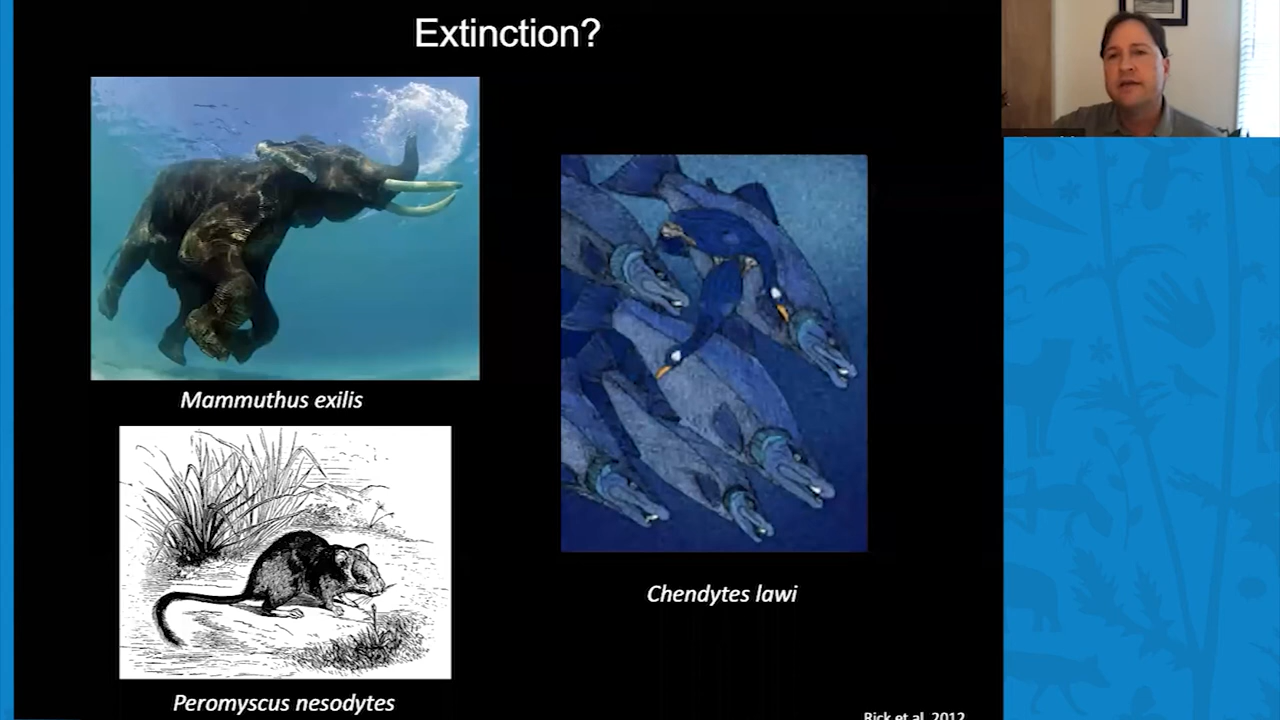 Extinction?
Mammuthus exilis
Chendytes lawi
Peromyscus nesodytes
Rick et al. 2012